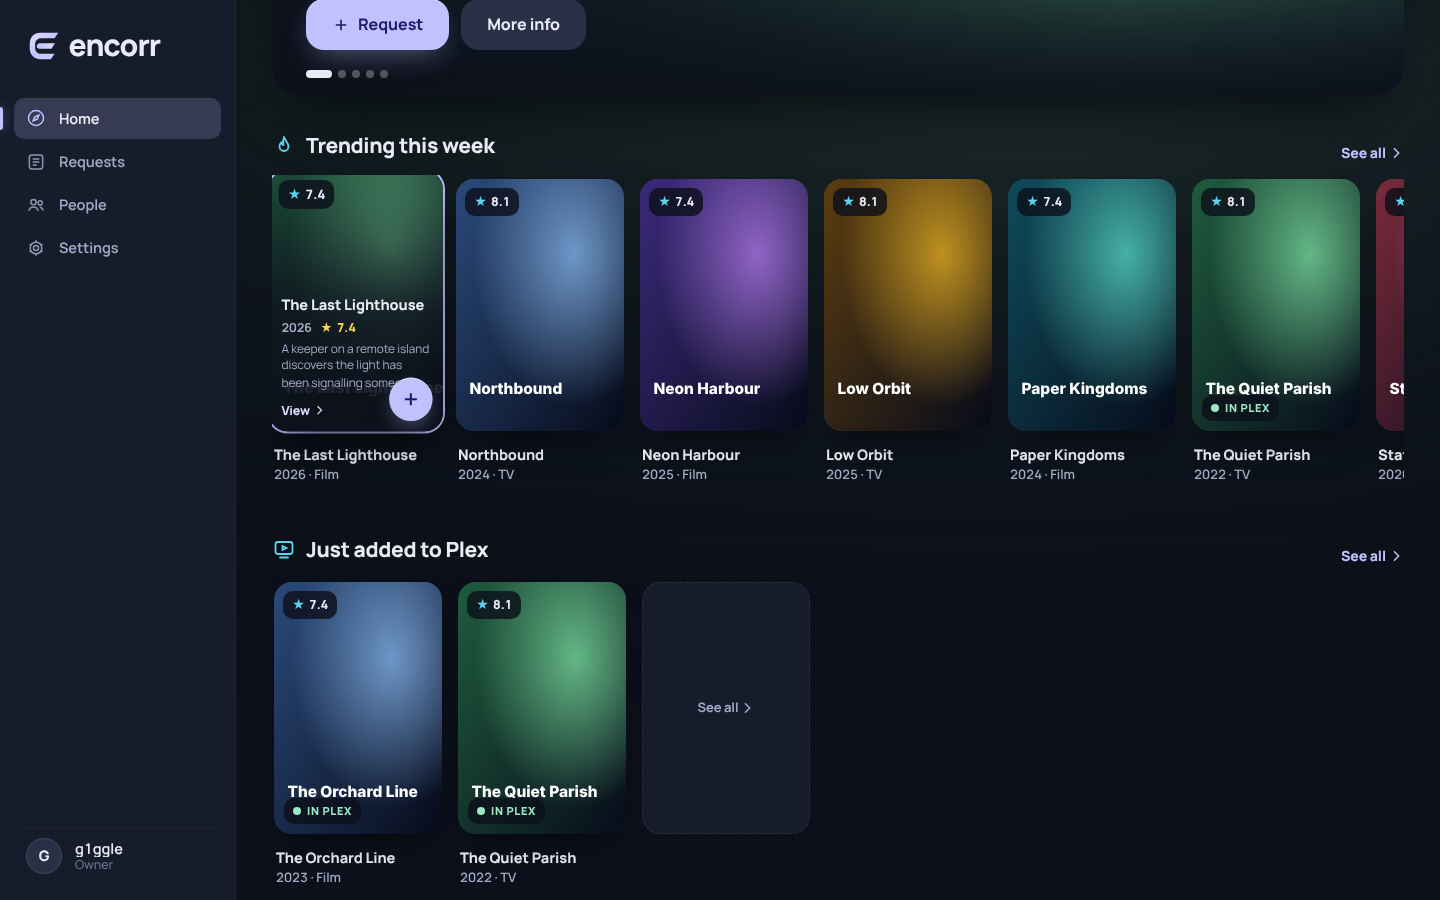 encorr
Home
Requests
People
Settings
g1ggle
Owner
G
+ Request
More info
Trending this week
See all
★ 7.4
The Last Lighthouse
2026 ★ 7.4
A keeper on a remote island
discovers the light has
been signalling some
View
+
The Last Lighthouse
2026 · Film
★ 8.1
Northbound
Northbound
2024 · TV
★ 7.4
Neon Harbour
Neon Harbour
2025 · Film
★ 8.1
Low Orbit
Low Orbit
2025 · TV
★ 7.4
Paper Kingdoms
Paper Kingdoms
2024 · Film
★ 8.1
The Quiet Parish
IN PLEX
The Quiet Parish
2022 · TV
Just added to Plex
See all
★ 7.4
The Orchard Line
IN PLEX
The Orchard Line
2023 · Film
★ 8.1
The Quiet Parish
IN PLEX
The Quiet Parish
2022 · TV
See all